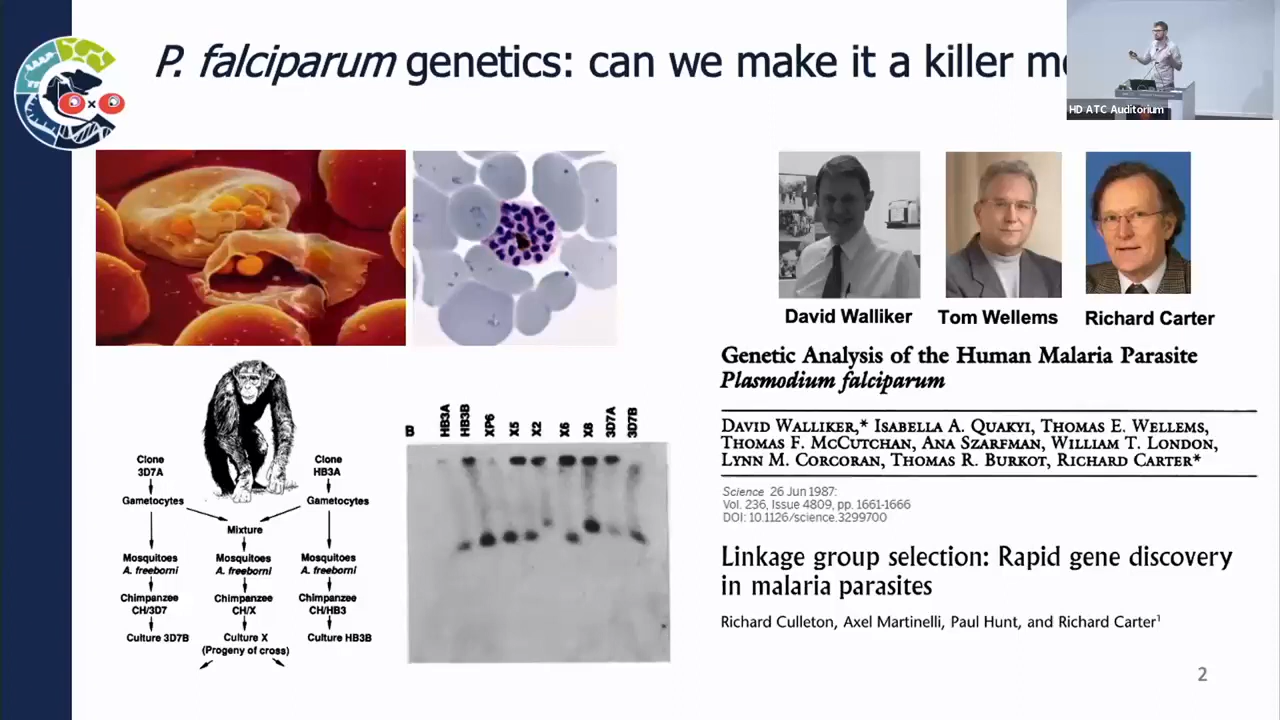 P. falciparum genetics: can we make it a killer
HD ATC Auditorium
David Walliker
Tom Wellems
Richard Carter
Genetic Analysis of the Human Malaria Parasite
Plasmodium falciparum
DAVID WALLIKER,* ISABELLA A. QUAKYI, THOMAS E. WELLEMS,
THOMAS F. MCCUTCHAN, ANA SZARFMAN, WILLIAM T. LONDON,
LYNN M. CORCORAN, THOMAS R. BURKOT, RICHARD CARTER*
Science 26 Jun 1987:
Vol. 236, Issue 4809, pp. 1661-1666
DOI: 10.1126/science.3299700
Linkage group selection: Rapid gene discovery
in malaria parasites
Richard Culleton, Axel Martinelli, Paul Hunt, and Richard Carter¹
Clone
3D7A
Clone
HB3A
Gametocytes
Gametocytes
Mixture
Mosquitoes
A. freeborni
Mosquitoes
A. freeborni
Mosquitoes
A. freeborni
Chimpanzee
CH/3D7
Chimpanzee
CH/X
Chimpanzee
CH/HB3
Culture 3D7B
Culture X
(Progeny of cross)
Culture HB3B
B
HB3A
HB3B
XP6
X5
X2
X6
X8
3D7A
3D7B
2